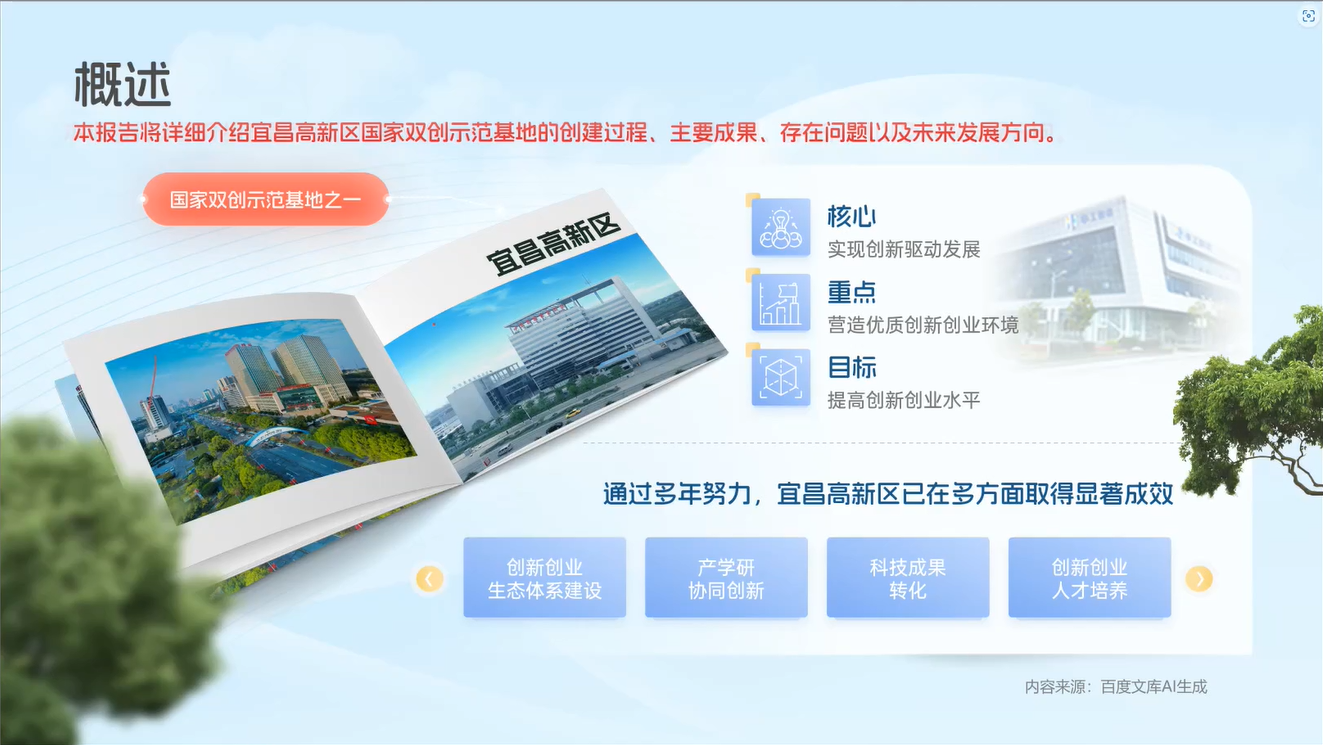 概述
本报告将详细介绍宜昌高新区国家双创示范基地的创建过程、主要成果、存在问题以及未来发展方向。
国家双创示范基地之一
宜昌高新区
核心
实现创新驱动发展
重点
营造优质创新创业环境
目标
提高创新创业水平
通过多年努力，宜昌高新区已在多方面取得显著成效
创新创业
生态体系建设
产学研
协同创新
科技成果
转化
创新创业
人才培养
内容来源：百度文库AI生成